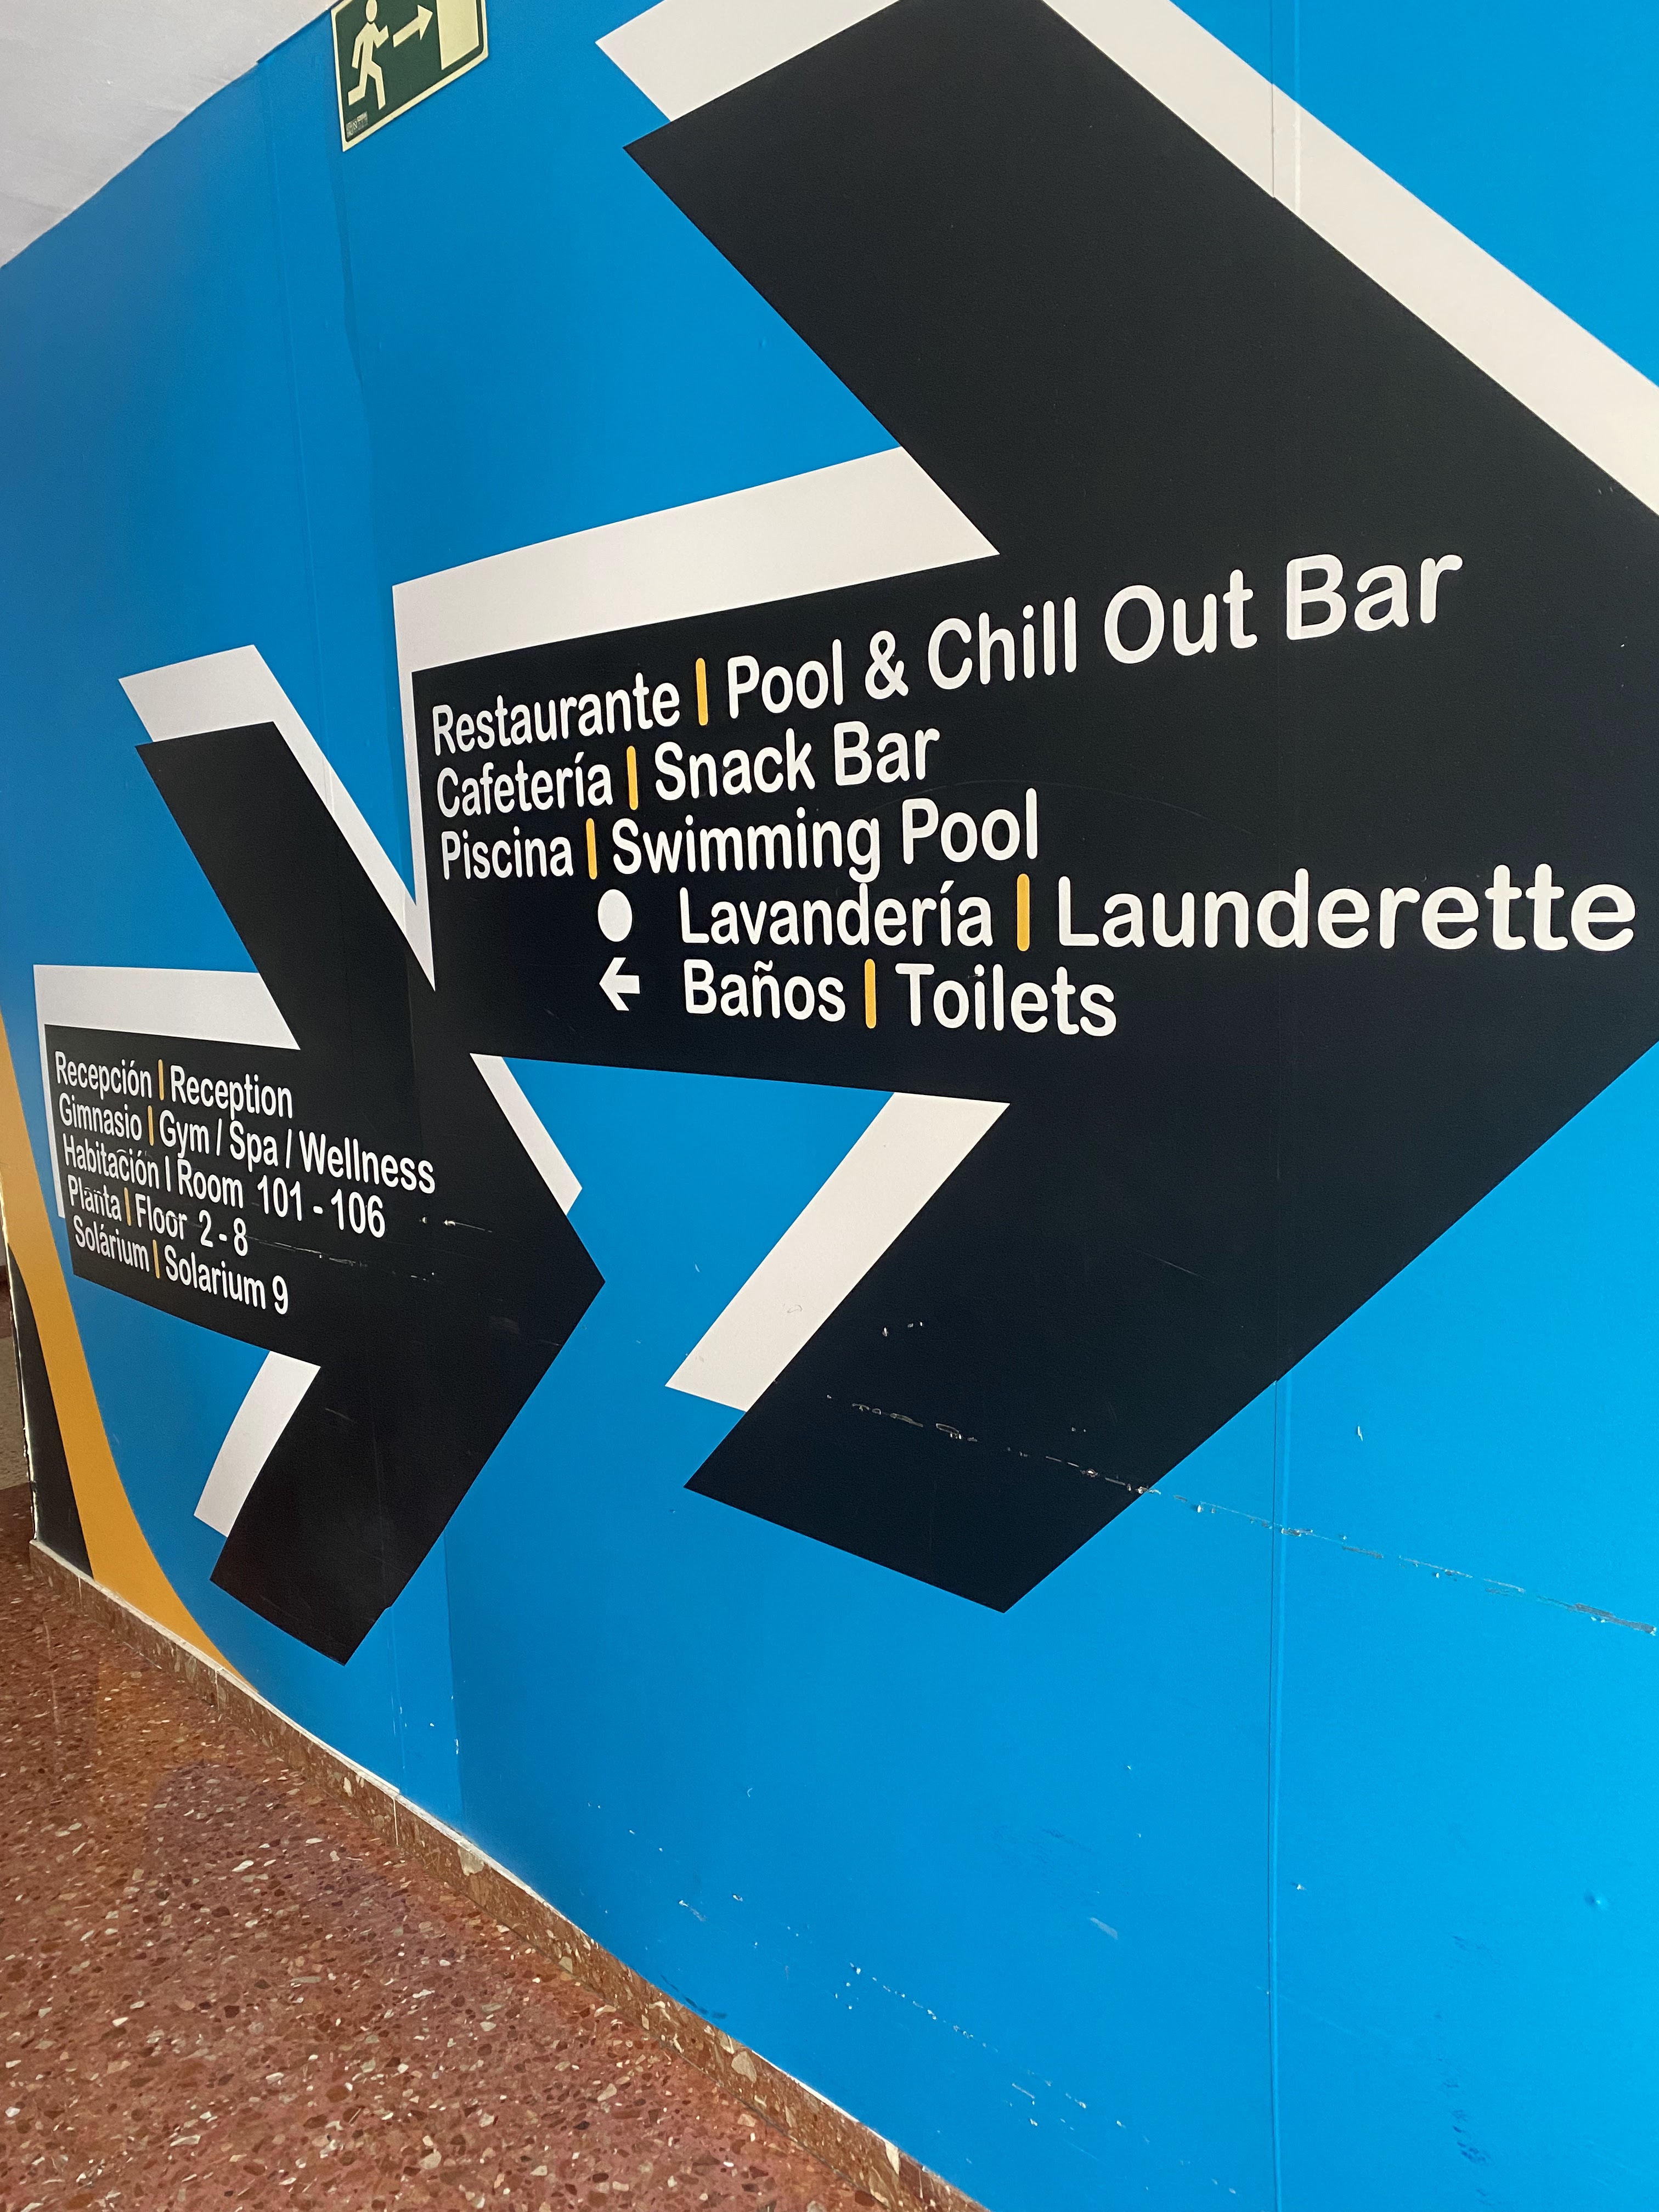 Restaurante | Pool & Chill Out Bar
Cafetería | Snack Bar
Piscina | Swimming Pool
Lavandería | Launderette
Baños | Toilets
Recepción | Reception
Gimnasio | Gym / Spa / Wellness
Habitación | Room 101 - 106
Planta | Floor 2 - 8
Solárium | Solarium 9